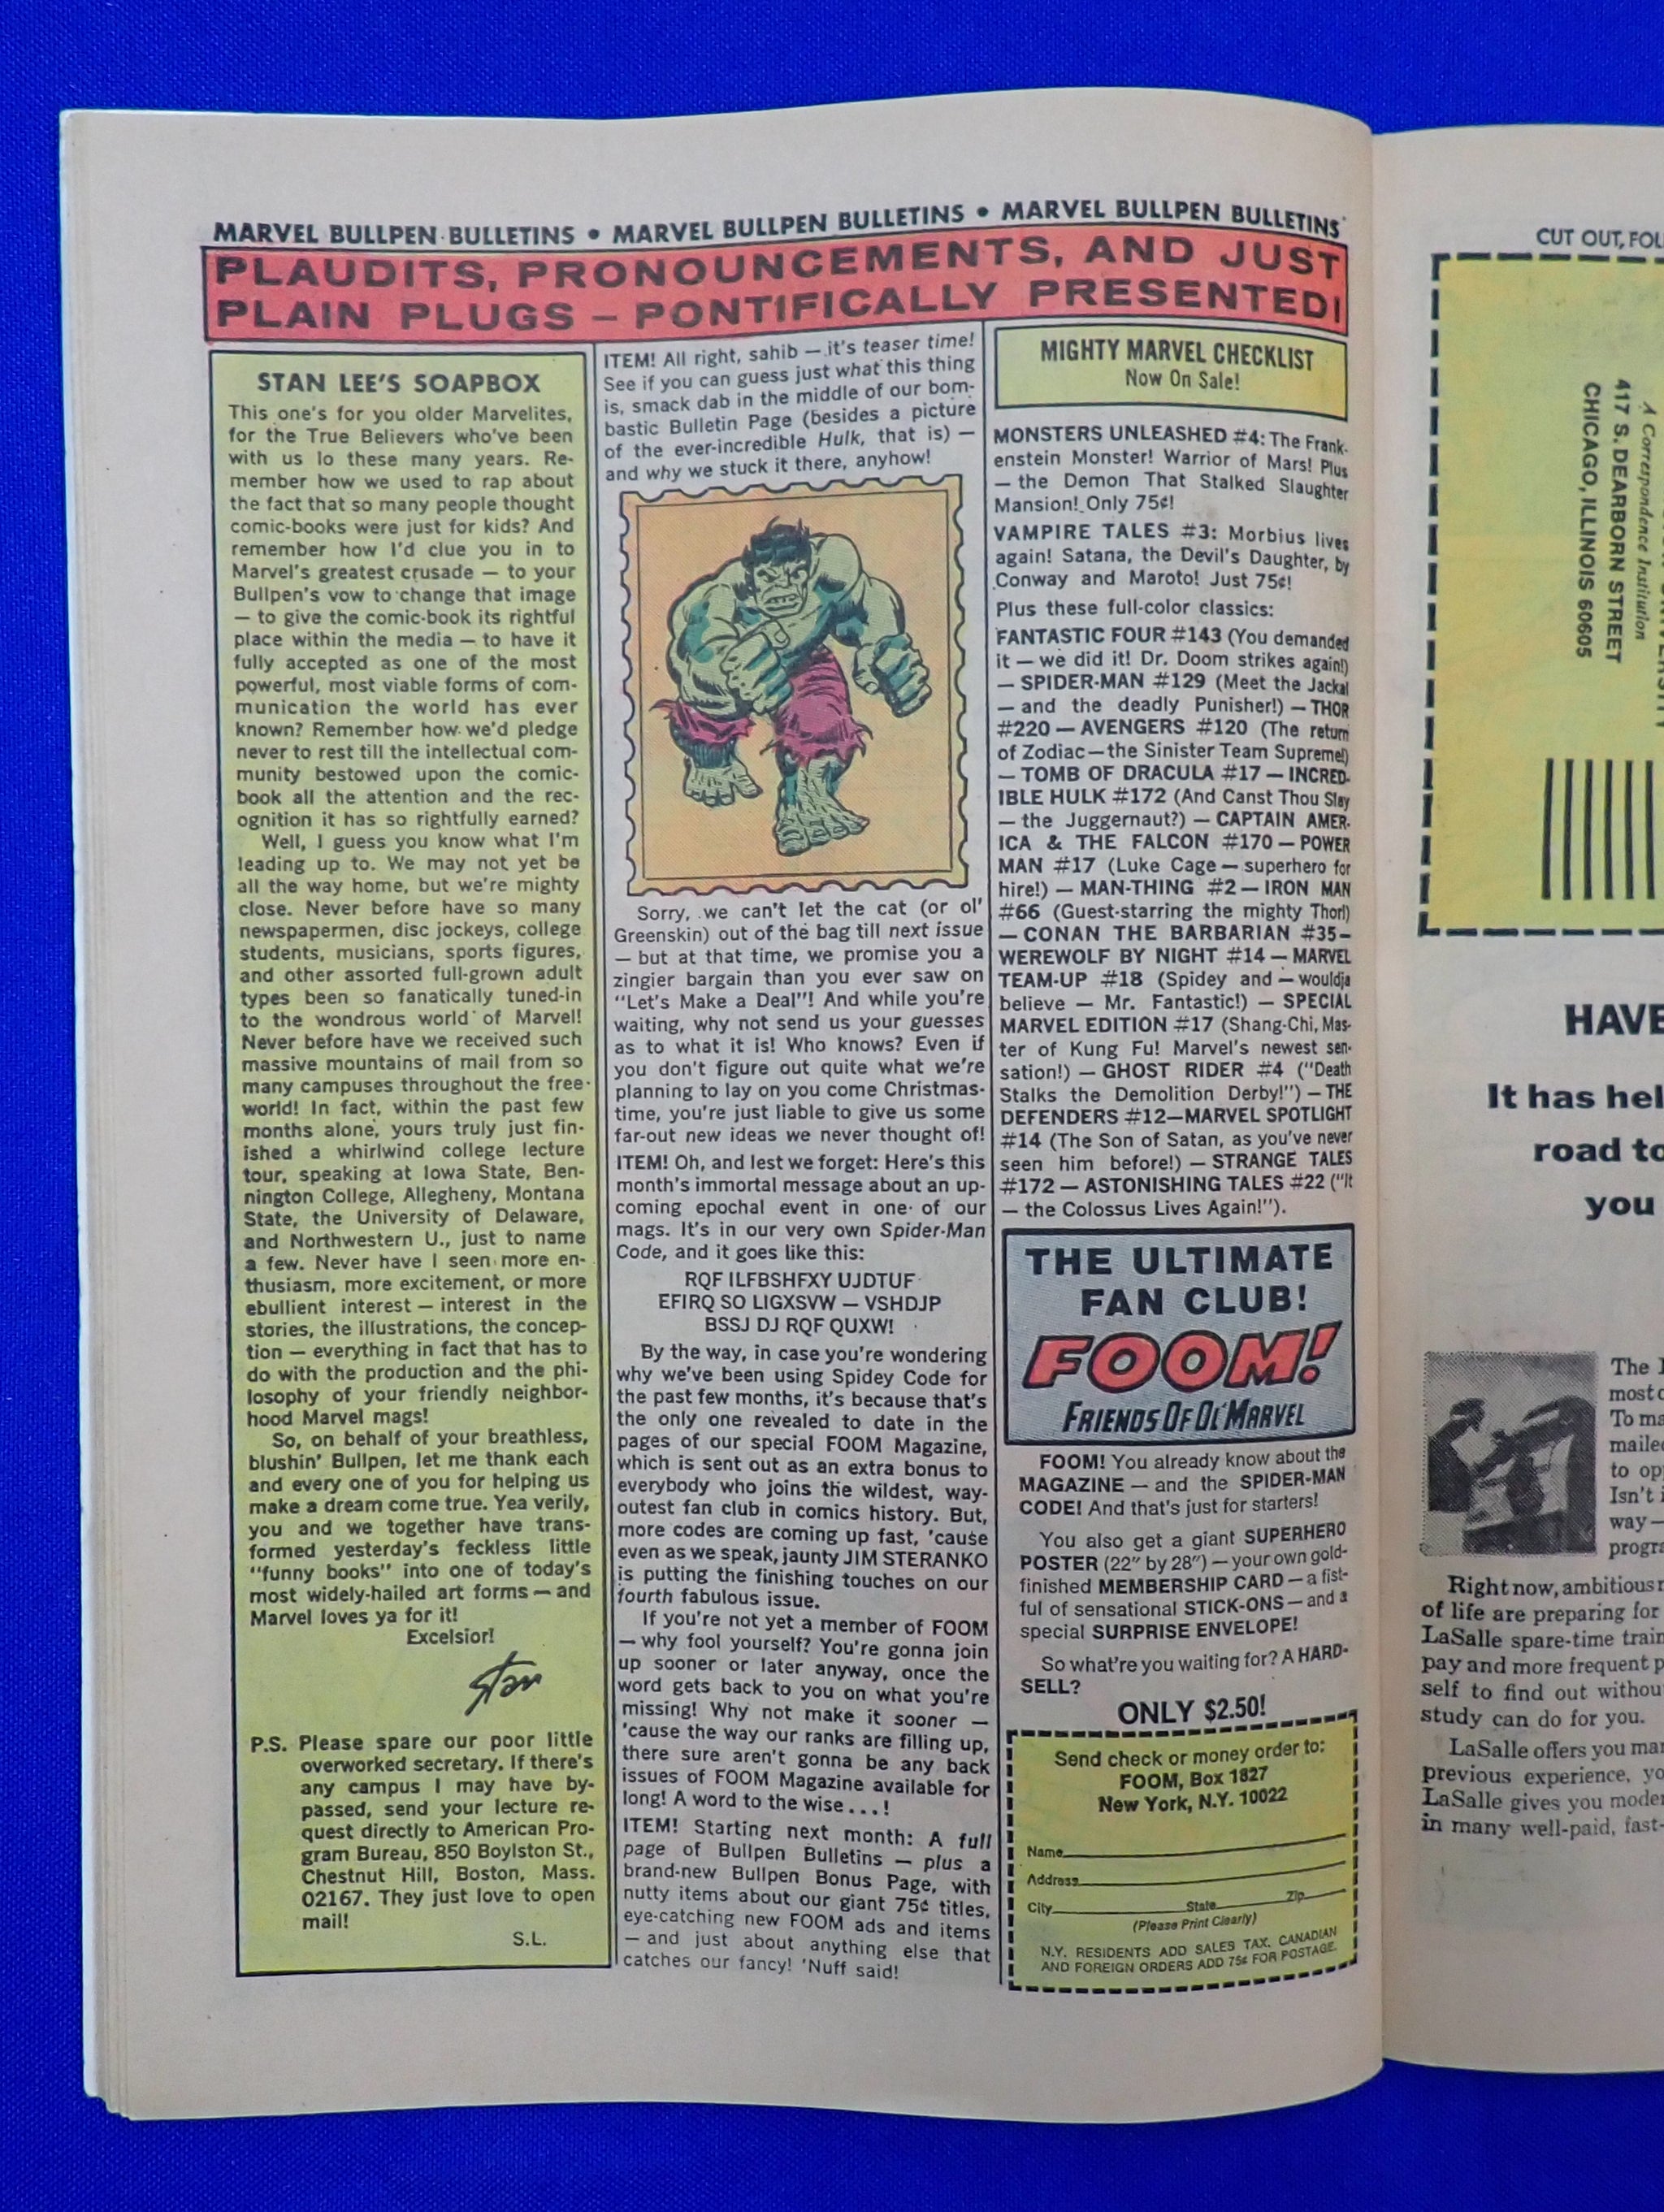 MARVEL BULLPEN BULLETINS • MARVEL BULLPEN BULLETINS • MARVEL BULLPEN BULLETINS
PLAUDITS, PRONOUNCEMENTS, AND JUST
PLAIN PLUGS — PONTIFICALLY PRESENTED!
STAN LEE'S SOAPBOX
This one's for you older Marvelites,
for the True Believers who've been
with us lo these many years. Re-
member how we used to rap about
the fact that so many people thought
comic-books were just for kids? And
remember how I'd clue you in to
Marvel's greatest crusade — to your
Bullpen's vow to change that image
— to give the comic-book its rightful
place within the media — to have it
fully accepted as one of the most
powerful, most viable forms of com-
munication the world has ever
known? Remember how we'd pledge
never to rest till the intellectual com-
munity bestowed upon the comic-
book all the attention and the rec-
ognition it has so rightfully earned?
Well, I guess you know what I'm
leading up to. We may not yet be
all the way home, but we're mighty
close. Never before have so many
newspapermen, disc jockeys, college
students, musicians, sports figures,
and other assorted full-grown adult
types been so fanatically tuned-in
to the wondrous world of Marvel!
Never before have we received such
massive mountains of mail from so
many campuses throughout the free
world! In fact, within the past few
months alone, yours truly just fin-
ished a whirlwind college lecture
tour, speaking at Iowa State, Ben-
nington College, Allegheny, Montana
State, the University of Delaware,
and Northwestern U., just to name
a few. Never have I seen more en-
thusiasm, more excitement, or more
ebullient interest — interest in the
stories, the illustrations, the concep-
tion — everything in fact that has to
do with the production and the phi-
losophy of your friendly neighbor-
hood Marvel mags!
So, on behalf of your breathless,
blushin' Bullpen, let me thank each
and every one of you for helping us
make a dream come true. Yea verily,
you and we together have trans-
formed yesterday's feckless little
"funny books" into one of today's
most widely-hailed art forms — and
Marvel loves ya for it!
Excelsior!
Stan
P.S. Please spare our poor little
overworked secretary. If there's
any campus I may have by-
passed, send your lecture re-
quest directly to American Pro-
gram Bureau, 850 Boylston St.,
Chestnut Hill, Boston, Mass.
02167. They just love to open
mail!
S.L.
ITEM! All right, sahib — it's teaser time!
See if you can guess just what this thing
is, smack dab in the middle of our bom-
bastic Bulletin Page (besides a picture
of the ever-incredible Hulk, that is) —
and why we stuck it there, anyhow!
Sorry, we can't let the cat (or ol'
Greenskin) out of the bag till next issue
— but at that time, we promise you a
zingier bargain than you ever saw on
"Let's Make a Deal"! And while you're
waiting, why not send us your guesses
as to what it is! Who knows? Even if
you don't figure out quite what we're
planning to lay on you come Christmas-
time, you're just liable to give us some
far-out new ideas we never thought of!
ITEM! Oh, and lest we forget: Here's this
month's immortal message about an up-
coming epochal event in one of our
mags. It's in our very own Spider-Man
Code, and it goes like this:
RQF ILFBSHFXY UJDTUF
EFIRQ SO LIGXSVW — VSHDJP
BSSJ DJ RQF QUXW!
By the way, in case you're wondering
why we've been using Spidey Code for
the past few months, it's because that's
the only one revealed to date in the
pages of our special FOOM Magazine,
which is sent out as an extra bonus to
everybody who joins the wildest, way-
outest fan club in comics history. But,
more codes are coming up fast, 'cause
even as we speak, jaunty JIM STERANKO
is putting the finishing touches on our
fourth fabulous issue.
If you're not yet a member of FOOM
— why fool yourself? You're gonna join
up sooner or later anyway, once the
word gets back to you on what you're
missing! Why not make it sooner —
'cause the way our ranks are filling up,
there sure aren't gonna be any back
issues of FOOM Magazine available for
long! A word to the wise . . . !
ITEM! Starting next month: A full
page of Bullpen Bulletins — plus a
brand-new Bullpen Bonus Page, with
nutty items about our giant 75¢ titles,
eye-catching new FOOM ads and items
— and just about anything else that
catches our fancy! 'Nuff said!
MIGHTY MARVEL CHECKLIST
Now On Sale!
MONSTERS UNLEASHED #4: The Frank-
enstein Monster! Warrior of Mars! Plus
— the Demon That Stalked Slaughter
Mansion! Only 75¢!
VAMPIRE TALES #3: Morbius lives
again! Satana, the Devil's Daughter, by
Conway and Maroto! Just 75¢!
Plus these full-color classics:
FANTASTIC FOUR #143 (You demanded
it — we did it! Dr. Doom strikes again!)
— SPIDER-MAN #129 (Meet the Jackal
— and the deadly Punisher!) — THOR
#220 — AVENGERS #120 (The return
of Zodiac — the Sinister Team Supreme!)
— TOMB OF DRACULA #17 — INCRED-
IBLE HULK #172 (And Canst Thou Slay
— the Juggernaut?) — CAPTAIN AMER-
ICA & THE FALCON #170 — POWER
MAN #17 (Luke Cage — superhero for
hire!) — MAN-THING #2 — IRON MAN
#66 (Guest-starring the mighty Thor!)
— CONAN THE BARBARIAN #35 —
WEREWOLF BY NIGHT #14 — MARVEL
TEAM-UP #18 (Spidey and — wouldja
believe — Mr. Fantastic!) — SPECIAL
MARVEL EDITION #17 (Shang-Chi, Mas-
ter of Kung Fu! Marvel's newest sen-
sation!) — GHOST RIDER #4 ("Death
Stalks the Demolition Derby!") — THE
DEFENDERS #12 — MARVEL SPOTLIGHT
#14 (The Son of Satan, as you've never
seen him before!) — STRANGE TALES
#172 — ASTONISHING TALES #22 ("It
— the Colossus Lives Again!").
THE ULTIMATE
FAN CLUB!
FOOM!
FRIENDS OF OL' MARVEL
FOOM! You already know about the
MAGAZINE — and the SPIDER-MAN
CODE! And that's just for starters!
You also get a giant SUPERHERO
POSTER (22" by 28") — your own gold-
finished MEMBERSHIP CARD — a fist-
ful of sensational STICK-ONS — and a
special SURPRISE ENVELOPE!
So what're you waiting for? A HARD-
SELL?
ONLY $2.50!
Send check or money order to:
FOOM, Box 1827
New York, N.Y. 10022
Name
Address
City State Zip
(Please Print Clearly)
N.Y. RESIDENTS ADD SALES TAX. CANADIAN
AND FOREIGN ORDERS ADD 75¢ FOR POSTAGE.
CUT OUT,
A Correspondence Institution
417 S. DEARBORN STREET
CHICAGO, ILLINOIS 60605
HAVE
It has
road
you
The
most
To
mailed
to
Isn't
way —
Right now, ambitious
of life are preparing for
LaSalle spare-time
pay and more frequent
self to find out
study can do for you.
LaSalle offers you
previous experience,
LaSalle gives you
in many well-paid, fast-